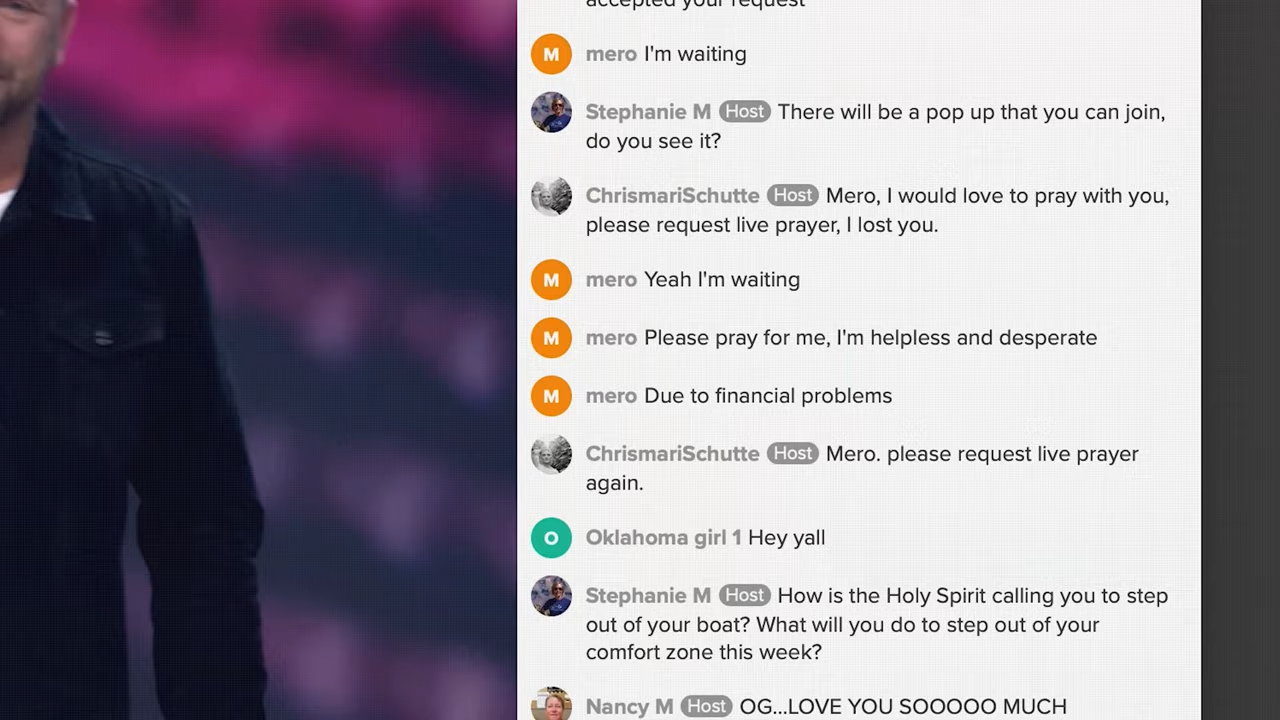 accepted your request
M mero I'm waiting
Stephanie M Host There will be a pop up that you can join,
do you see it?
ChrismariSchutte Host Mero, I would love to pray with you,
please request live prayer, I lost you.
M mero Yeah I'm waiting
M mero Please pray for me, I'm helpless and desperate
M mero Due to financial problems
ChrismariSchutte Host Mero. please request live prayer
again.
O Oklahoma girl 1 Hey yall
Stephanie M Host How is the Holy Spirit calling you to step
out of your boat? What will you do to step out of your
comfort zone this week?
Nancy M Host OG...LOVE YOU SOOOOO MUCH